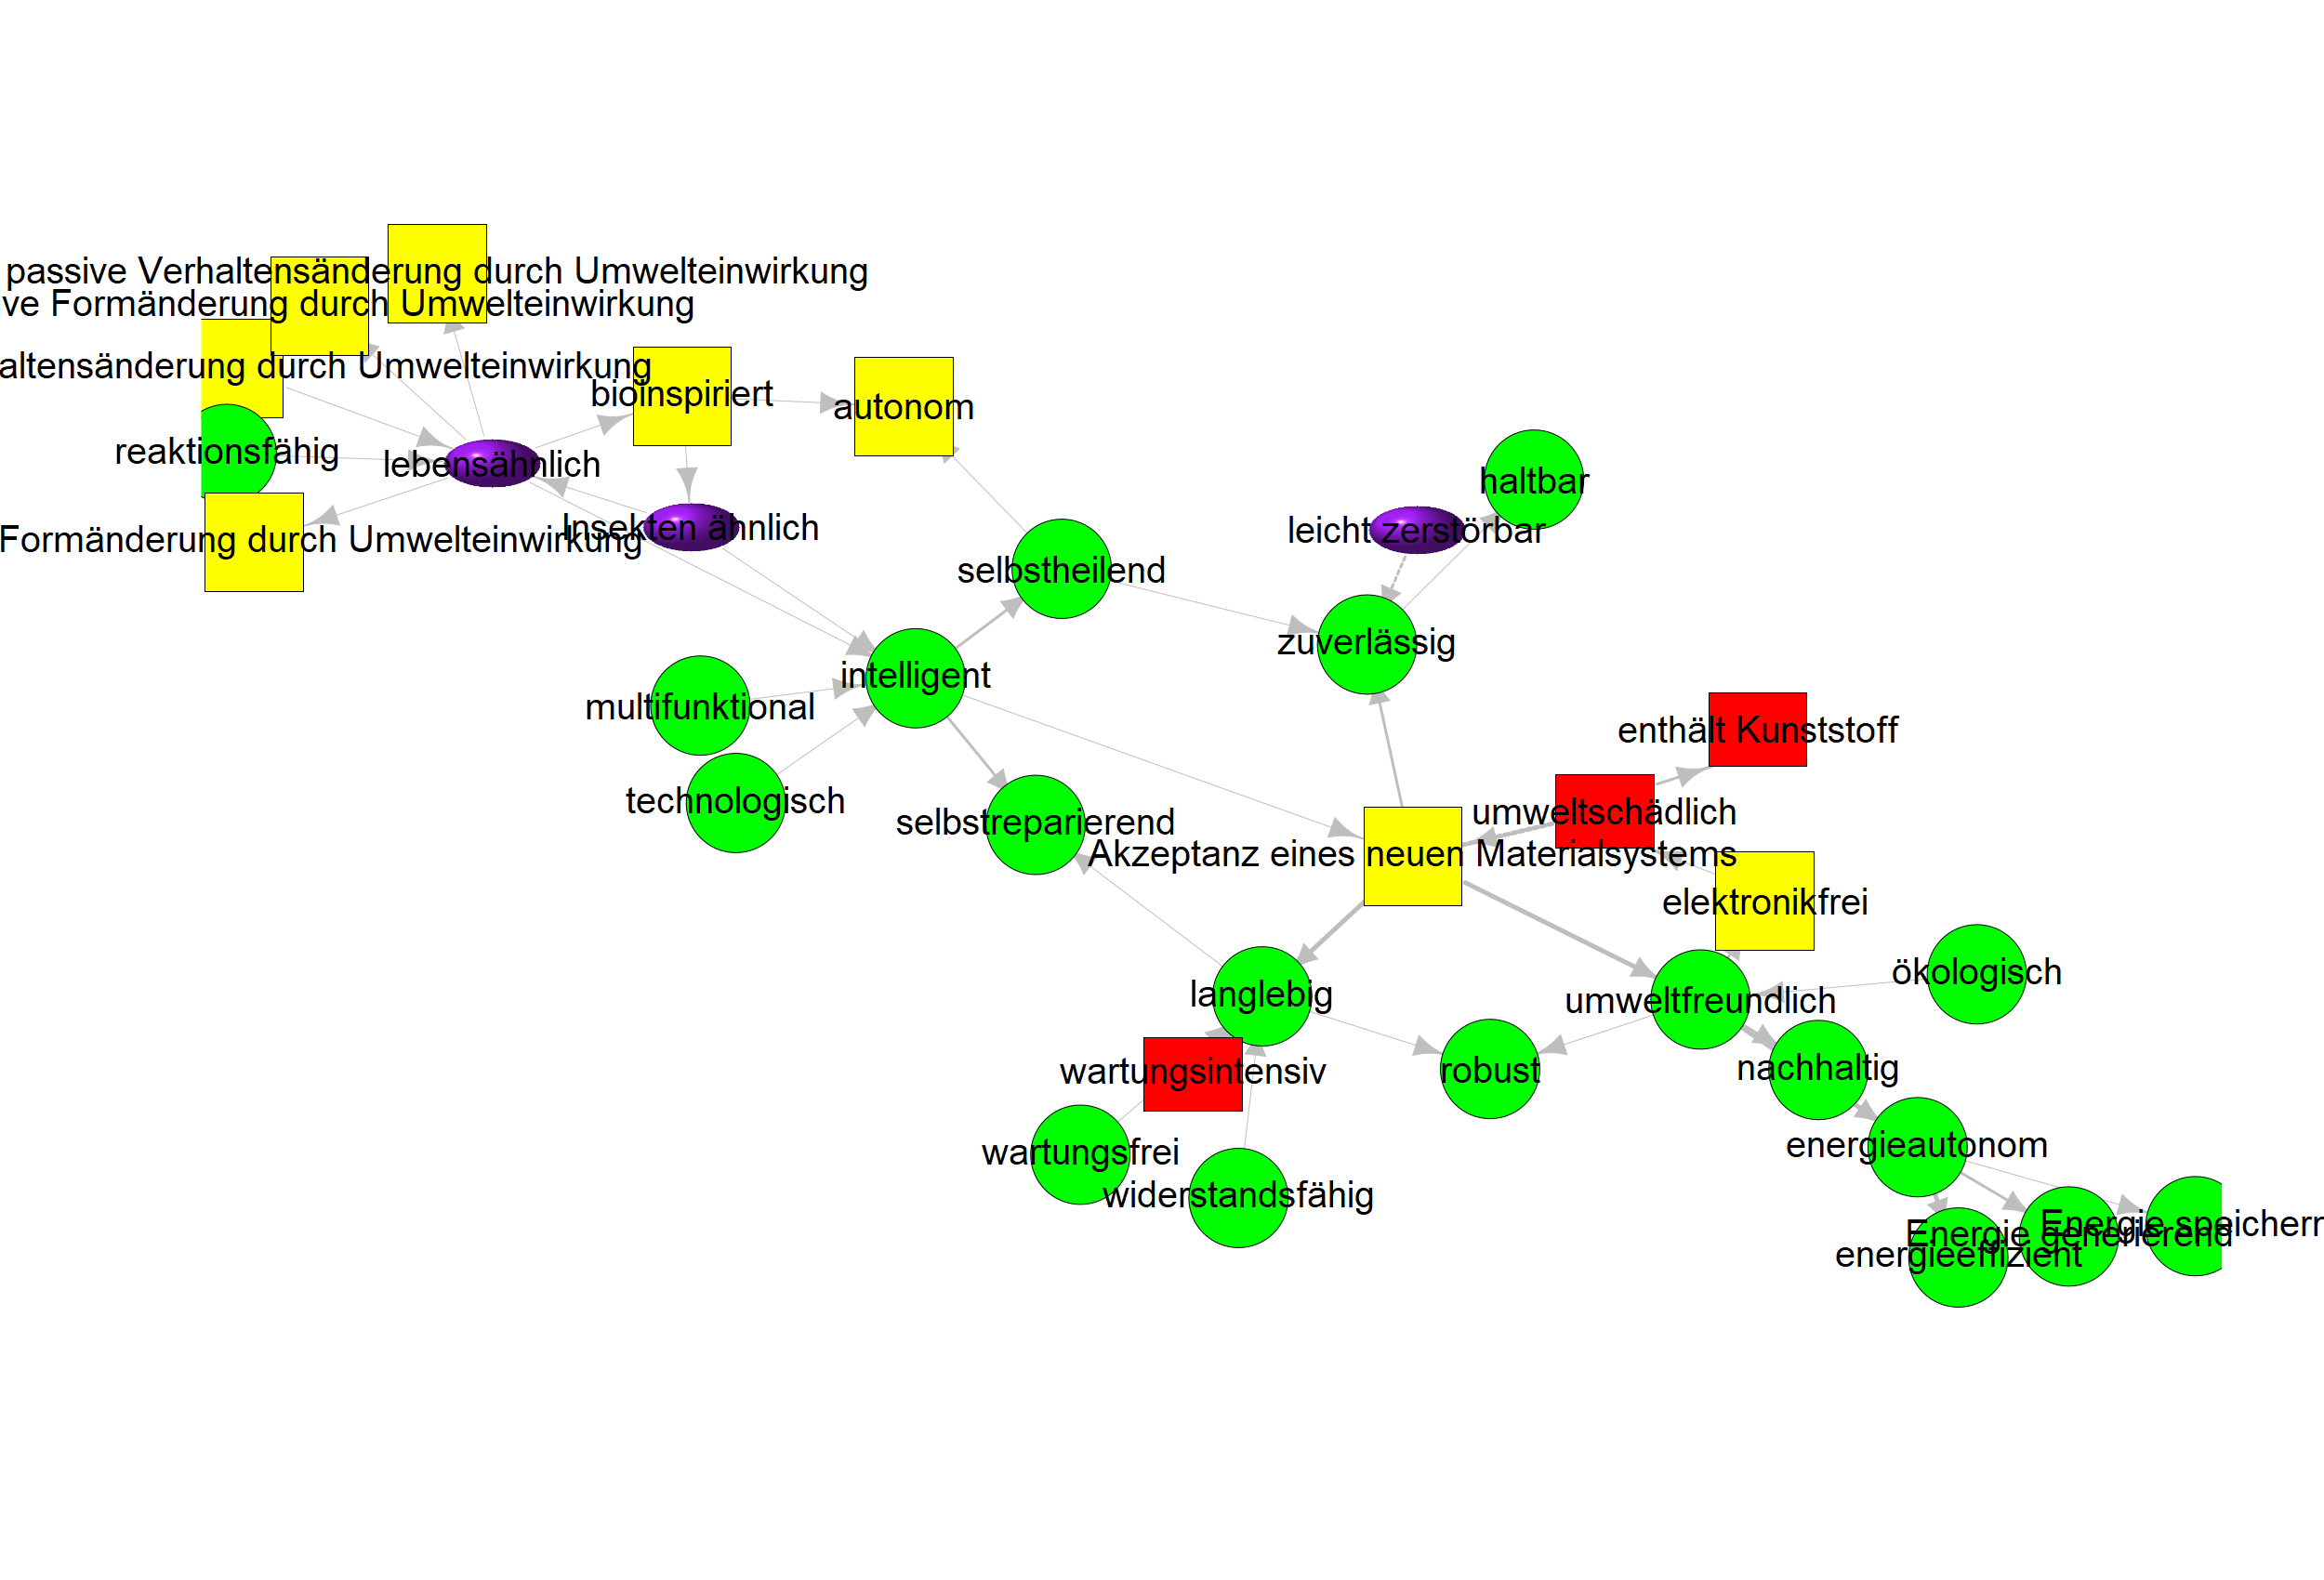 passive Verhaltensänderung durch Umwelteinwirkung
ve Formänderung durch Umwelteinwirkung
altensänderung durch Umwelteinwirkung
bioinspiriert
autonom
reaktionsfähig
lebensähnlich
haltbar
Insekten ähnlich
leicht zerstörbar
Formänderung durch Umwelteinwirkung
selbstheilend
zuverlässig
intelligent
multifunktional
enthält Kunststoff
technologisch
umweltschädlich
selbstreparierend
Akzeptanz eines neuen Materialsystems
elektronikfrei
ökologisch
langlebig
umweltfreundlich
wartungsintensiv
robust
nachhaltig
wartungsfrei
energieautonom
widerstandsfähig
Energie speichern
Energie generierend
energieeffizient